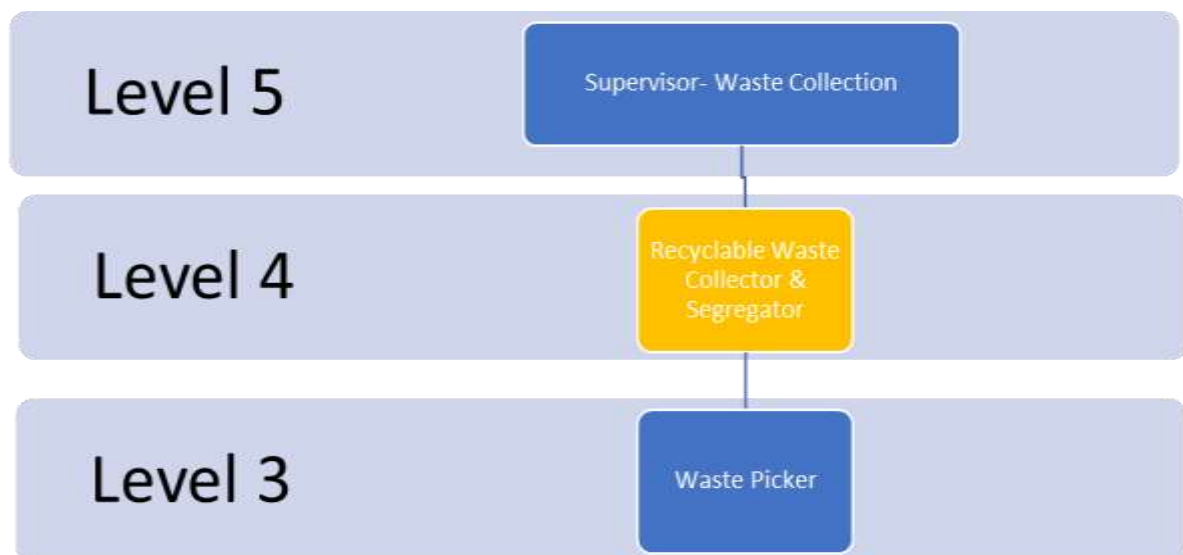 Level 5
Supervisor- Waste Collection
Level 4
Recyclable Waste
Collector &
Segregator
Level 3
Waste Picker